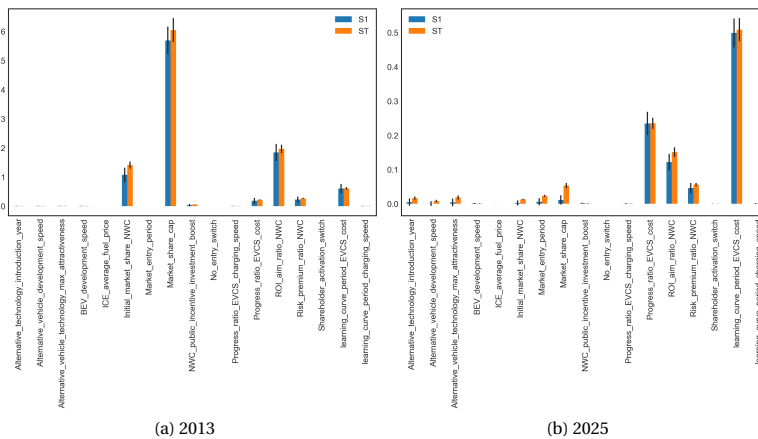 S1
ST
6
5
4
3
2
1
0
Alternative_technology_introduction_year
Alternative_vehicle_development_speed
Alternative_vehicle_technology_max_attractiveness
BEV_development_speed
ICE_average_fuel_price
Initial_market_share_NWC
Market_entry_period
Market_share_cap
NWC_public_incentive_investment_boost
No_entry_switch
Progress_ratio_EVCS_charging_speed
Progress_ratio_EVCS_cost
ROI_aim_ratio_NWC
Risk_premium_ratio_NWC
Shareholder_activation_switch
learning_curve_period_EVCS_cost
learning_curve_period_charging_speed
(a) 2013
S1
ST
0.5
0.4
0.3
0.2
0.1
0.0
Alternative_technology_introduction_year
Alternative_vehicle_development_speed
Alternative_vehicle_technology_max_attractiveness
BEV_development_speed
ICE_average_fuel_price
Initial_market_share_NWC
Market_entry_period
Market_share_cap
NWC_public_incentive_investment_boost
No_entry_switch
Progress_ratio_EVCS_charging_speed
Progress_ratio_EVCS_cost
ROI_aim_ratio_NWC
Risk_premium_ratio_NWC
Shareholder_activation_switch
learning_curve_period_EVCS_cost
(b) 2025